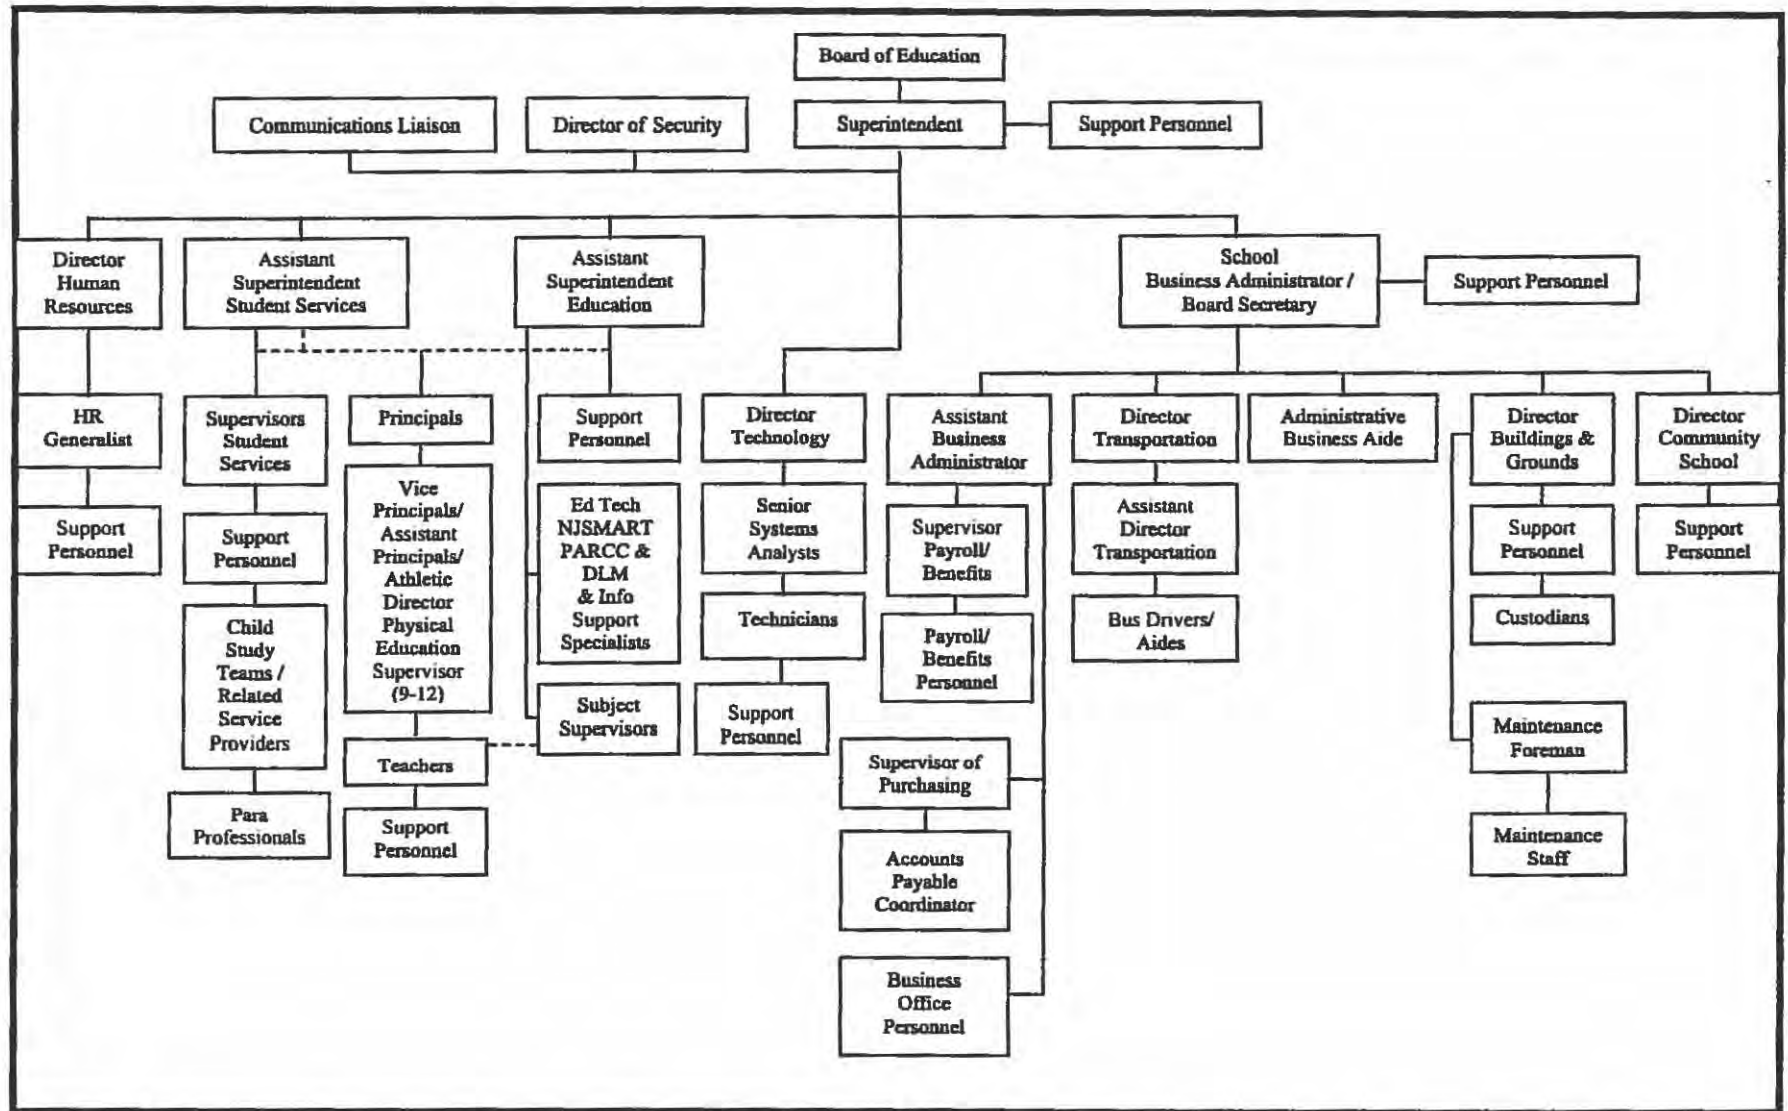 Board of Education
Communications Liaison
Director of Security
Superintendent
Support Personnel
Director
Human
Resources
Assistant
Superintendent
Student Services
Assistant
Superintendent
Education
School
Business Administrator /
Board Secretary
Support Personnel
HR
Generalist
Support
Personnel
Supervisors
Student
Services
Support
Personnel
Child
Study
Teams /
Related
Service
Providers
Para
Professionals
Principals
Vice
Principals/
Assistant
Principals/
Athletic
Director
Physical
Education
Supervisor
(9-12)
Teachers
Support
Personnel
Support
Personnel
Ed Tech
NJSMART
PARCC &
DLM
& Info
Support
Specialists
Subject
Supervisors
Director
Technology
Senior
Systems
Analysts
Technicians
Support
Personnel
Assistant
Business
Administrator
Supervisor
Payroll/
Benefits
Payroll/
Benefits
Personnel
Supervisor of
Purchasing
Accounts
Payable
Coordinator
Business
Office
Personnel
Director
Transportation
Assistant
Director
Transportation
Bus Drivers/
Aides
Administrative
Business Aide
Director
Buildings &
Grounds
Support
Personnel
Custodians
Maintenance
Foreman
Maintenance
Staff
Director
Community
School
Support
Personnel